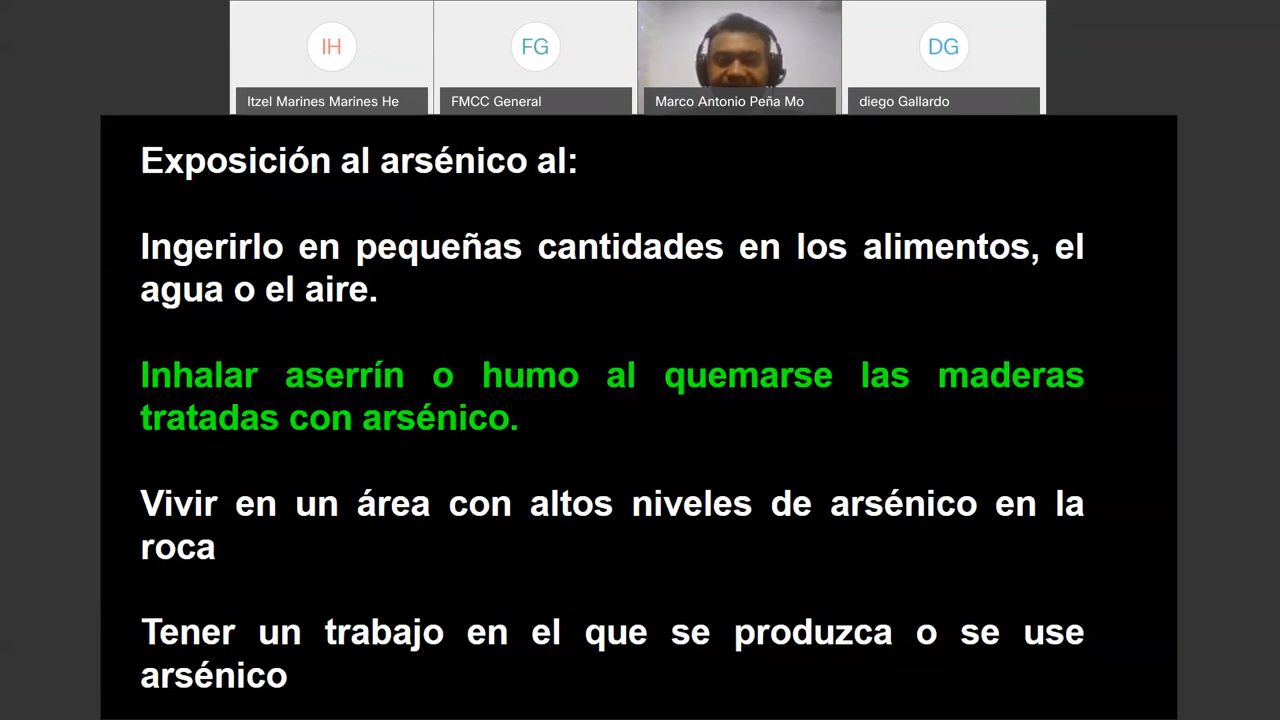 IH
FG
DG
Itzel Marines Marines He
FMCC General
Marco Antonio Peña Mo
diego Gallardo
Exposición al arsénico al:
Ingerirlo en pequeñas cantidades en los alimentos, el
agua o el aire.
Inhalar aserrín o humo al quemarse las maderas
tratadas con arsénico.
Vivir en un área con altos niveles de arsénico en la
roca
Tener un trabajo en el que se produzca o se use
arsénico